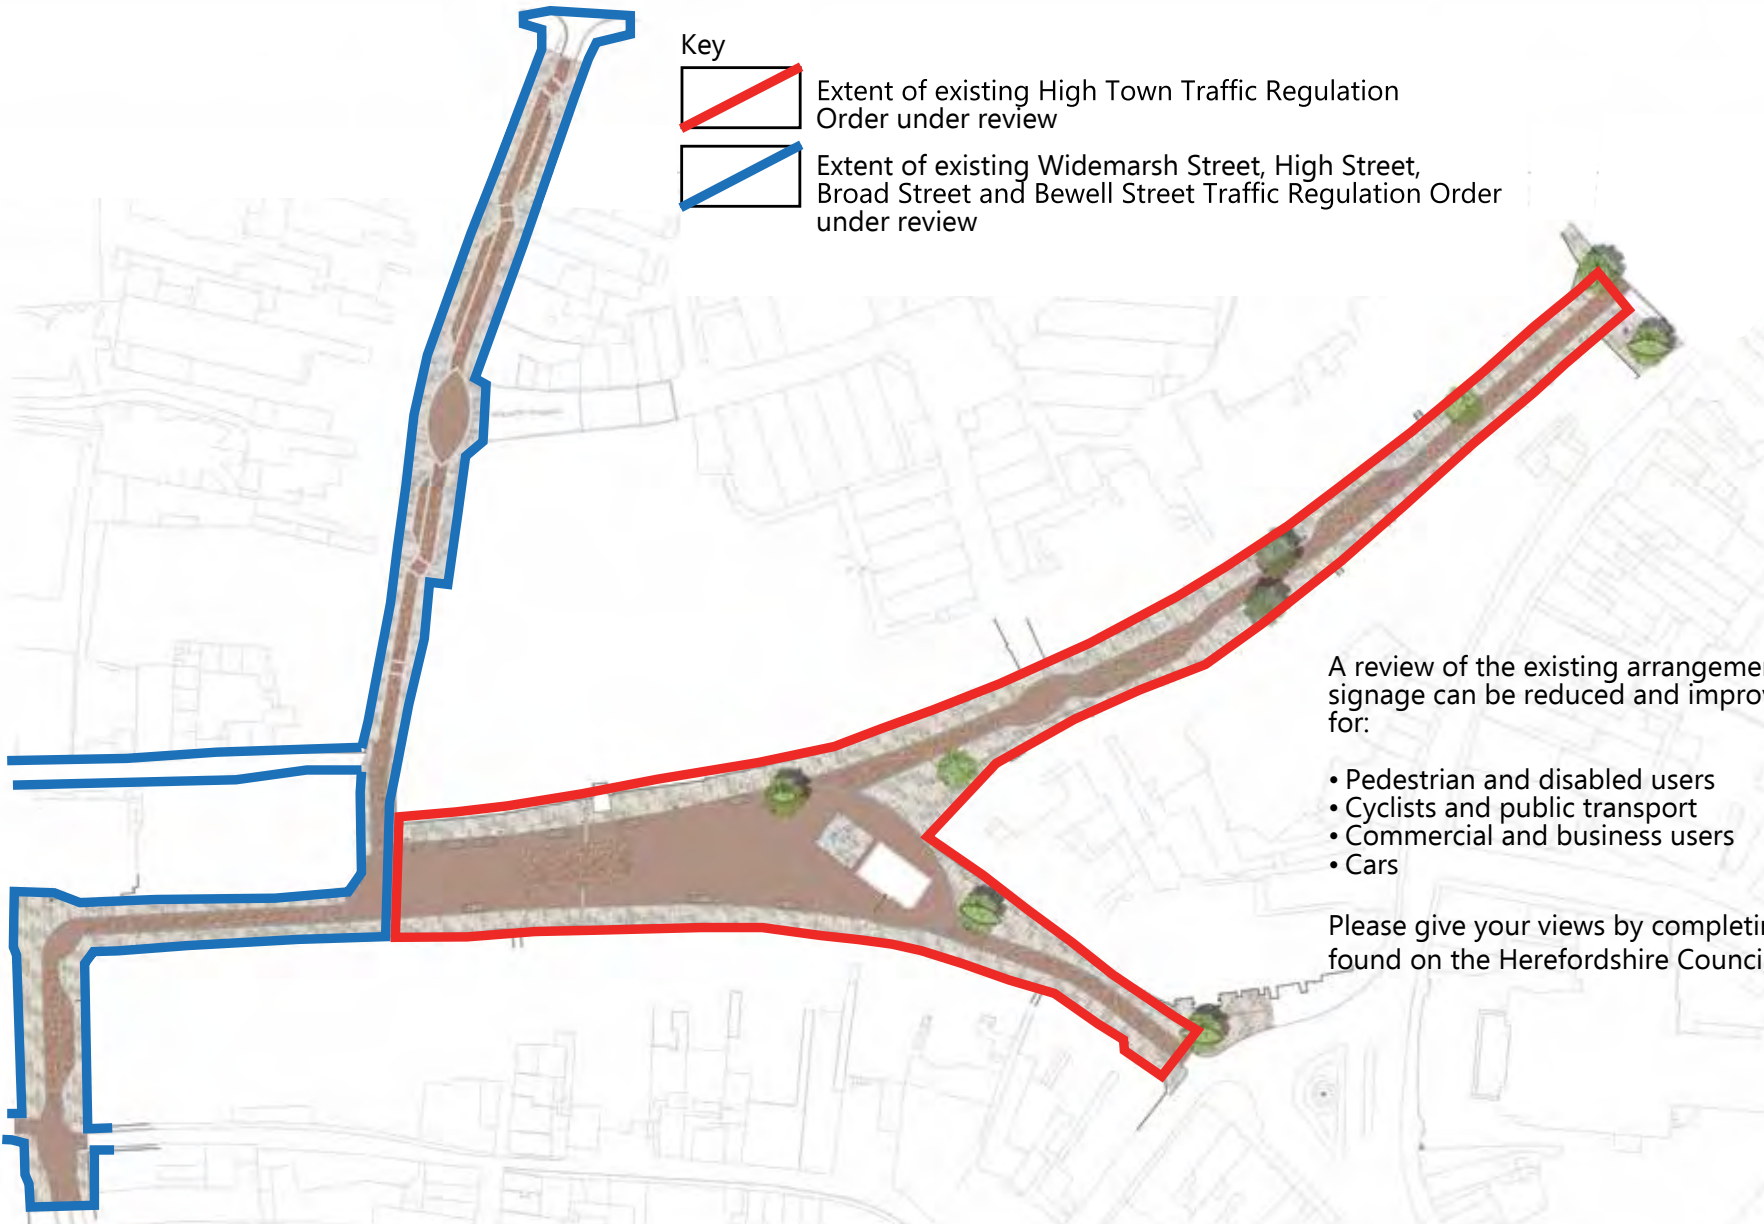 Key
Extent of existing High Town Traffic Regulation
Order under review
Extent of existing Widemarsh Street, High Street,
Broad Street and Bewell Street Traffic Regulation Order
under review
A review of the existing arrangeme
signage can be reduced and improv
for:
• Pedestrian and disabled users
• Cyclists and public transport
• Commercial and business users
• Cars
Please give your views by completin
found on the Herefordshire Counci